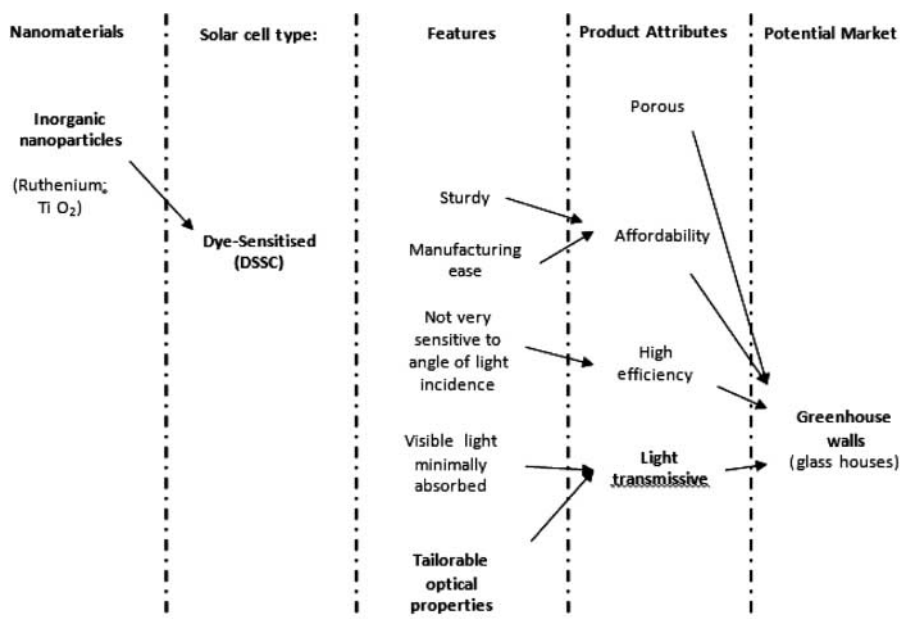 Nanomaterials
Solar cell type:
Features
Product Attributes
Potential Market
Inorganic
nanoparticles
(Ruthenium;
Ti O₂)
Dye-Sensitised
(DSSC)
Sturdy
Manufacturing
ease
Not very
sensitive to
angle of light
incidence
Visible light
minimally
absorbed
Tailorable
optical
properties
Porous
Affordability
High
efficiency
Light
transmissive
Greenhouse
walls
(glass houses)